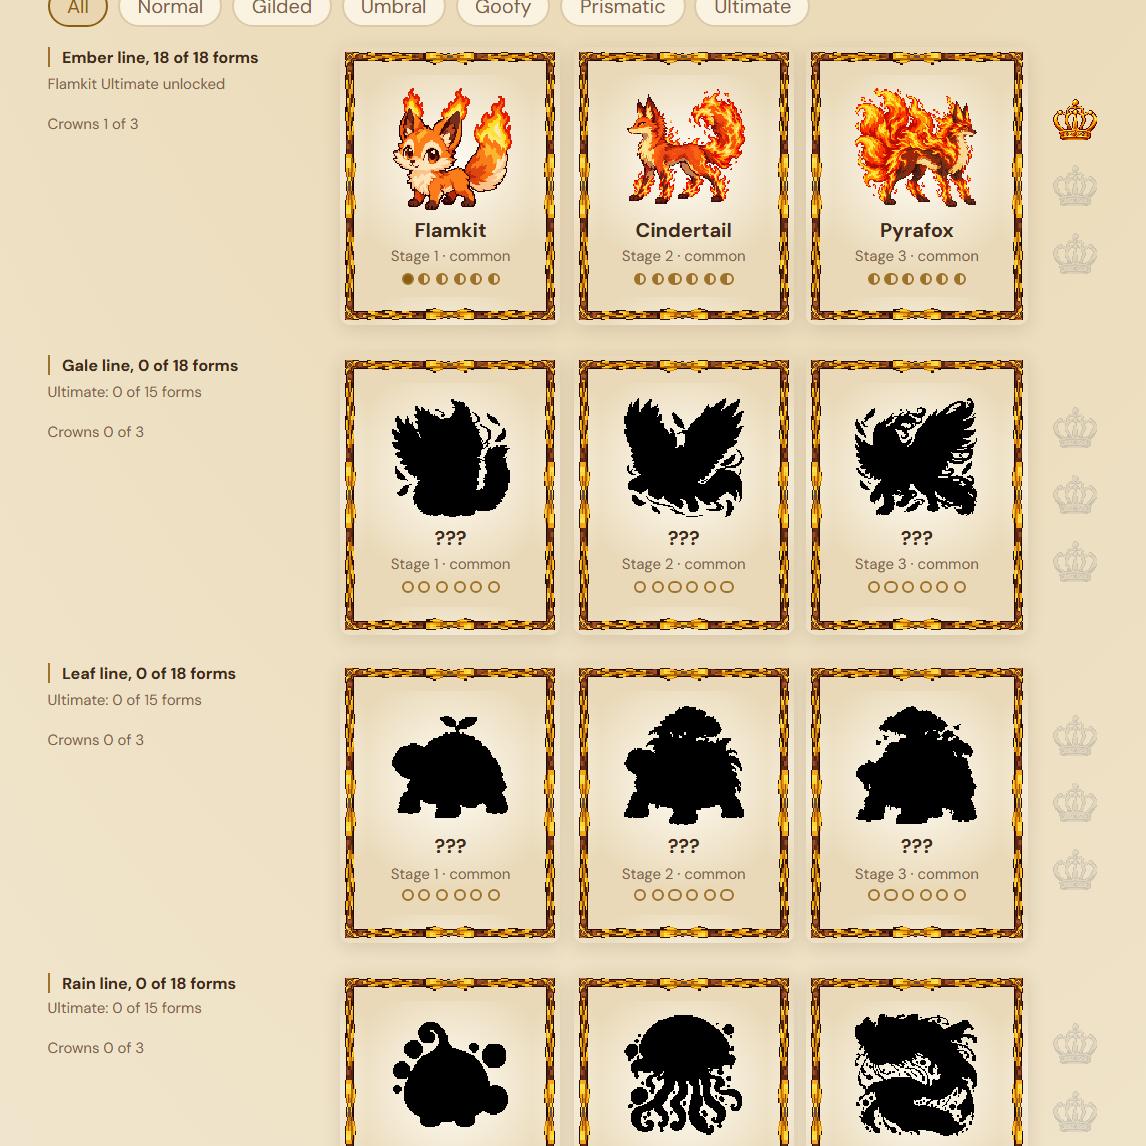 All
Normal
Gilded
Umbral
Goofy
Prismatic
Ultimate
Ember line, 18 of 18 forms
Flamkit Ultimate unlocked
Crowns 1 of 3
Flamkit
Stage 1 · common
Cindertail
Stage 2 · common
Pyrafox
Stage 3 · common
Gale line, 0 of 18 forms
Ultimate: 0 of 15 forms
Crowns 0 of 3
???
Stage 1 · common
???
Stage 2 · common
???
Stage 3 · common
Leaf line, 0 of 18 forms
Ultimate: 0 of 15 forms
Crowns 0 of 3
???
Stage 1 · common
???
Stage 2 · common
???
Stage 3 · common
Rain line, 0 of 18 forms
Ultimate: 0 of 15 forms
Crowns 0 of 3